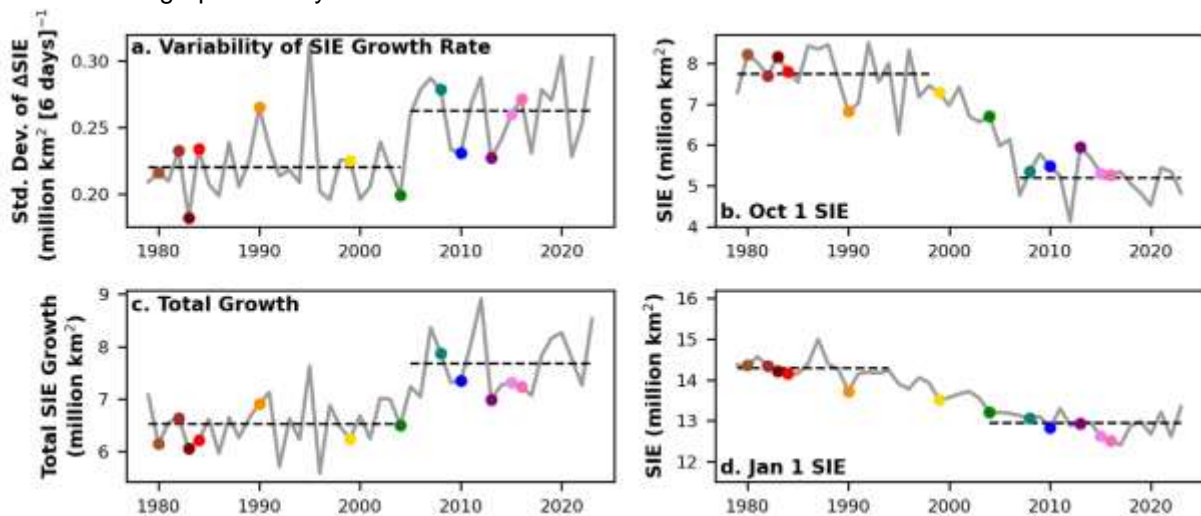 a. Variability of SIE Growth Rate
Std. Dev. of ΔSIE
(million km² [6 days]⁻¹
0.30
0.25
0.20
1980 1990 2000 2010 2020
b. Oct 1 SIE
SIE (million km²)
8
7
6
5
4
1980 1990 2000 2010 2020
c. Total Growth
Total SIE Growth
(million km²)
9
8
7
6
1980 1990 2000 2010 2020
d. Jan 1 SIE
SIE (million km²)
16
15
14
13
12
1980 1990 2000 2010 2020